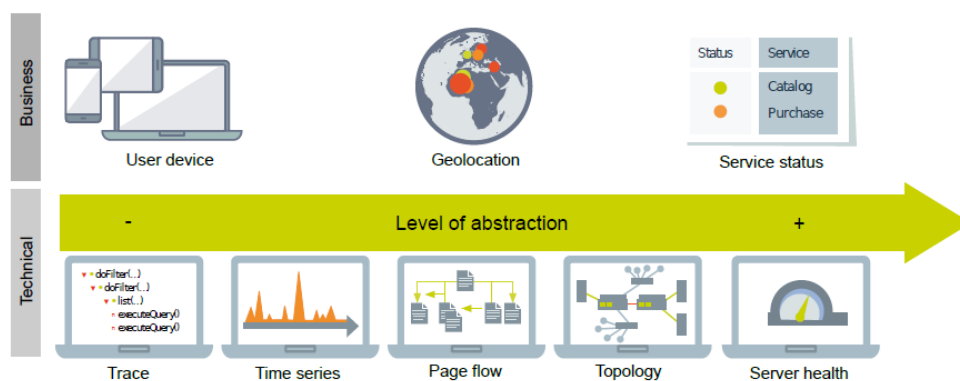 Business
User device
Geolocation
Status Service
Catalog
Purchase
Service status
Technical
- Level of abstraction +
doFilter(...)
doFilter(...)
list(...)
executeQuery()
executeQuery()
Trace
Time series
Page flow
Topology
Server health